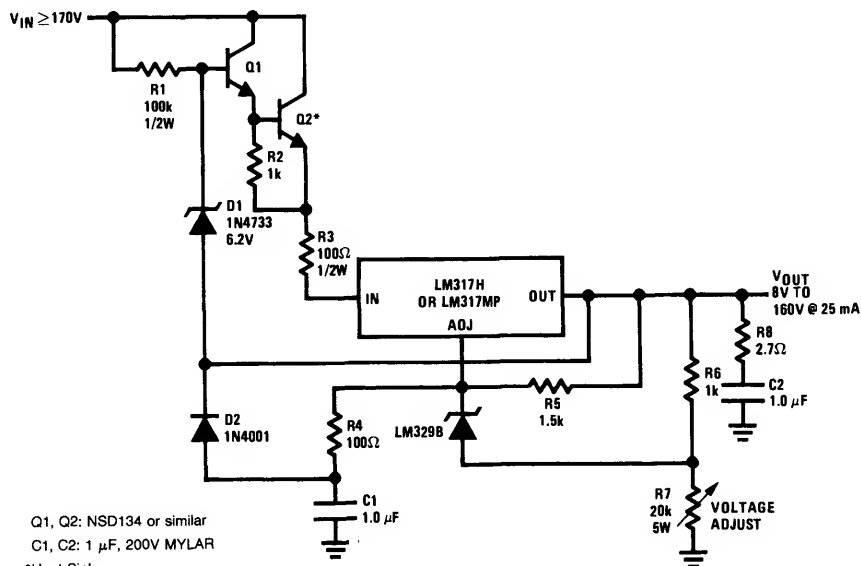 VIN ≥170V
Q1
R1
100k
1/2W
Q2*
R2
1k
D1
1N4733
6.2V
R3
100Ω
1/2W
LM317H
OR LM317MP
IN
OUT
ADJ
VOUT
8V TO
160V @ 25 mA
R8
2.7Ω
R6
1k
C2
1.0 μF
R5
1.5k
D2
1N4001
R4
100Ω
LM329B
C1
1.0 μF
R7
20k
5W
VOLTAGE
ADJUST
Q1, Q2: NSD134 or similar
C1, C2: 1 μF, 200V MYLAR